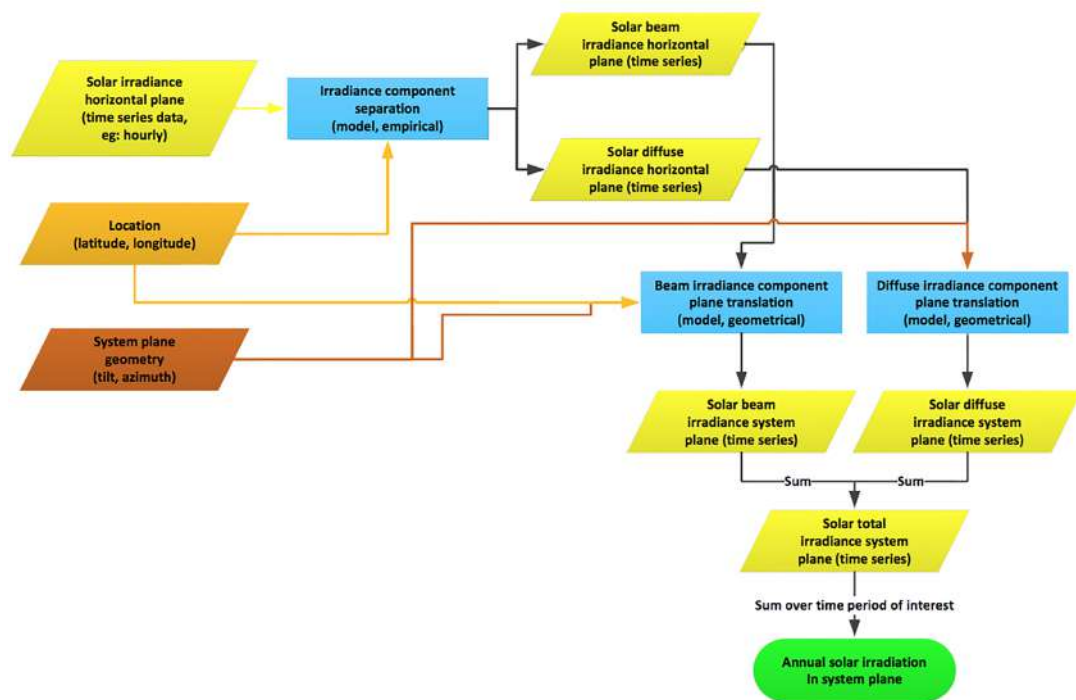 Solar beam
irradiance horizontal
plane (time series)
Solar irradiance
horizontal plane
(time series data,
eg: hourly)
Irradiance component
separation
(model, empirical)
Solar diffuse
irradiance horizontal
plane (time series)
Location
(latitude, longitude)
Beam irradiance component
plane translation
(model, geometrical)
Diffuse irradiance component
plane translation
(model, geometrical)
System plane
geometry
(tilt, azimuth)
Solar beam
irradiance system
plane (time series)
Solar diffuse
irradiance system
plane (time series)
Sum
Sum
Solar total
irradiance system
plane (time series)
Sum over time period of interest
Annual solar irradiation
In system plane